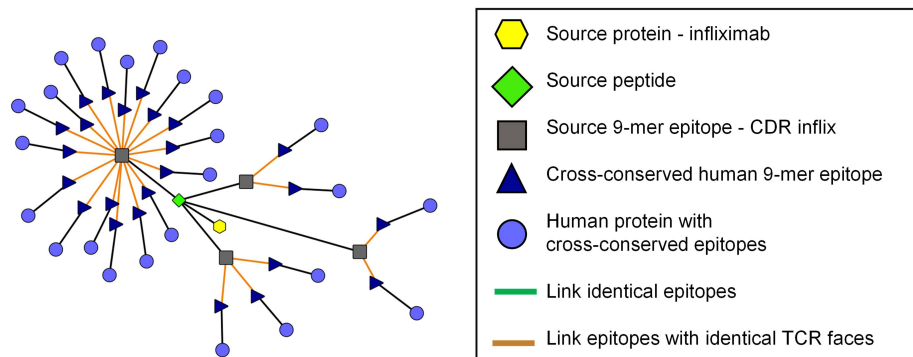 Source protein - infliximab
Source peptide
Source 9-mer epitope - CDR inflix
Cross-conserved human 9-mer epitope
Human protein with
cross-conserved epitopes
Link identical epitopes
Link epitopes with identical TCR faces